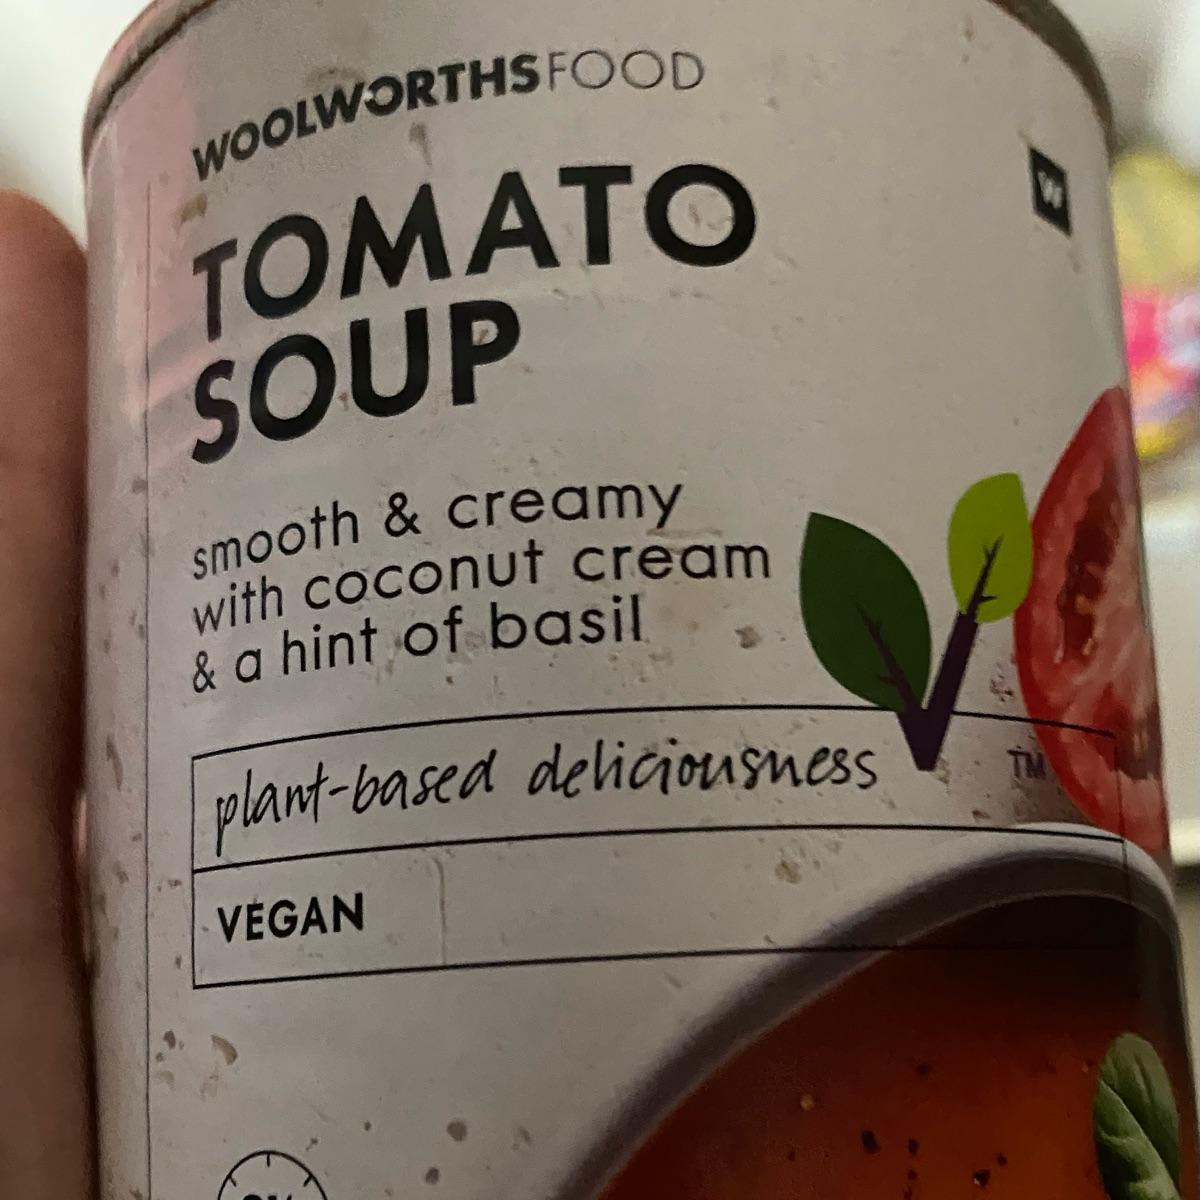 WOOLWORTHSFOOD
W
TOMATO
SOUP
smooth & creamy
with coconut cream
& a hint of basil
plant-based deliciousness
TM
VEGAN